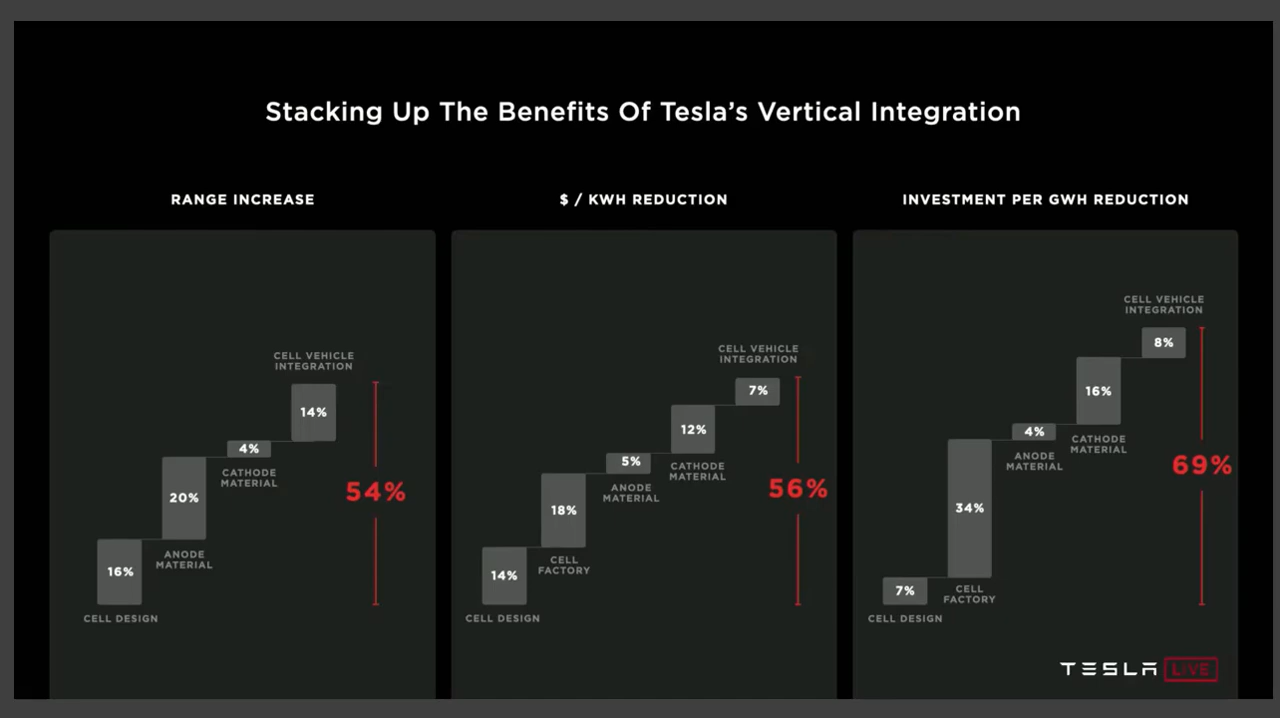 Stacking Up The Benefits Of Tesla's Vertical Integration
RANGE INCREASE
CELL VEHICLE
INTEGRATION
14%
4%
CATHODE
MATERIAL
20%
ANODE
MATERIAL
16%
CELL DESIGN
54%
$ / KWH REDUCTION
CELL VEHICLE
INTEGRATION
7%
12%
CATHODE
MATERIAL
5%
ANODE
MATERIAL
18%
CELL
FACTORY
14%
CELL DESIGN
56%
INVESTMENT PER GWH REDUCTION
CELL VEHICLE
INTEGRATION
8%
16%
CATHODE
MATERIAL
4%
ANODE
MATERIAL
34%
CELL
FACTORY
7%
CELL DESIGN
69%
TESLA LIVE